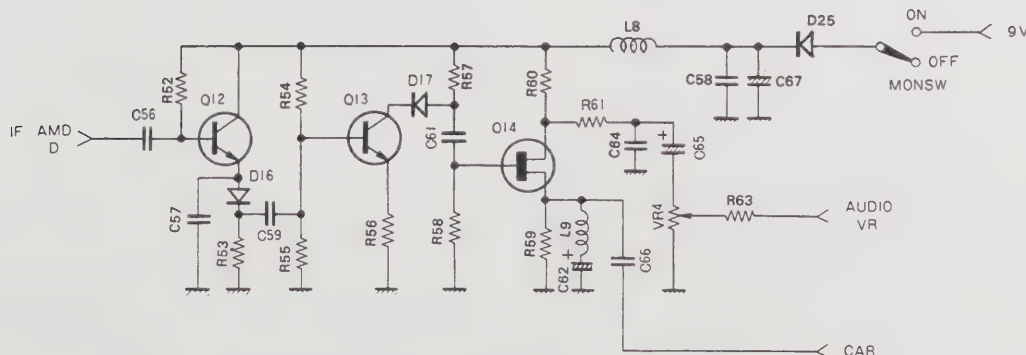 ON
9V
L8
D25
OFF
MONSW
R52
Q12
C56
IF AMD
D
R54
Q13
D17
R57
R60
R61
C58
C67
C61
Q14
C64
+
C65
D16
C57
C59
R53
R55
R56
R58
R59
L9
+
C62
C66
VR4
R63
AUDIO
VR
CAR